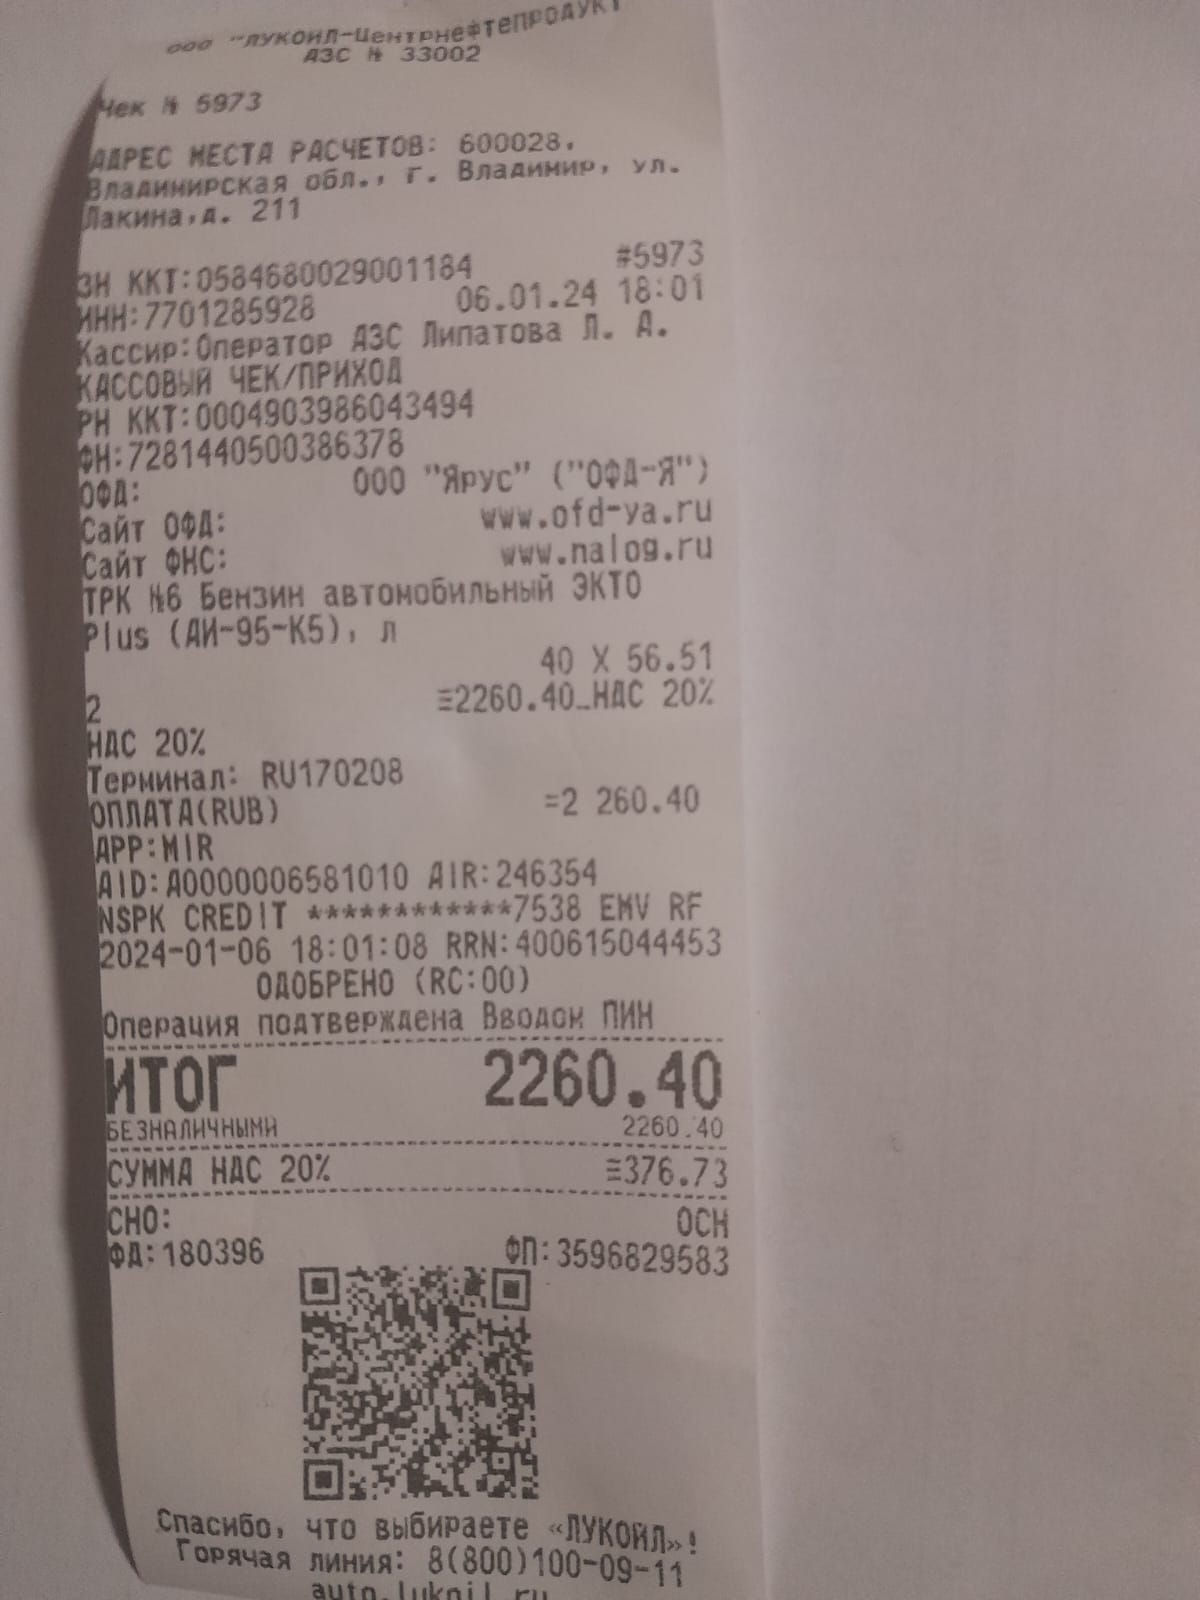 ООО "ЛУКОЙЛ-Центрнефтепродукт
АЗС № 33002
Чек № 5973
АДРЕС МЕСТА РАСЧЕТОВ: 600028,
Владимирская обл., г. Владимир, ул.
Лакина,д. 211
#5973
ЗН ККТ:0584680029001184
ИНН:7701285928 06.01.24 18:01
Кассир:Оператор АЗС Липатова Л. А.
КАССОВЫЙ ЧЕК/ПРИХОД
РН ККТ:0004903986043494
ФН:7281440500386378
ОФД: ООО "Ярус" ("ОФД-Я")
Сайт ОФД: www.ofd-ya.ru
Сайт ФНС: www.nalog.ru
ТРК №6 Бензин автомобильный ЭКТО
Plus (АИ-95-К5), л
40 X 56.51
2 ≡2260.40_НДС 20%
НДС 20%
Терминал: RU170208
ОПЛАТА(RUB) =2 260.40
APP:MIR
AID:A0000006581010 AIR:246354
NSPK CREDIT ************7538 EMV RF
2024-01-06 18:01:08 RRN:400615044453
ОДОБРЕНО (RC:00)
Операция подтверждена Вводом ПИН
ИТОГ 2260.40
БЕЗНАЛИЧНЫМИ 2260.40
СУММА НДС 20% ≡376.73
СНО: ОСН
ФД:180396 ФП:3596829583
Спасибо, что выбираете «ЛУКОЙЛ»!
Горячая линия: 8(800)100-09-11
auto.lukoil.ru